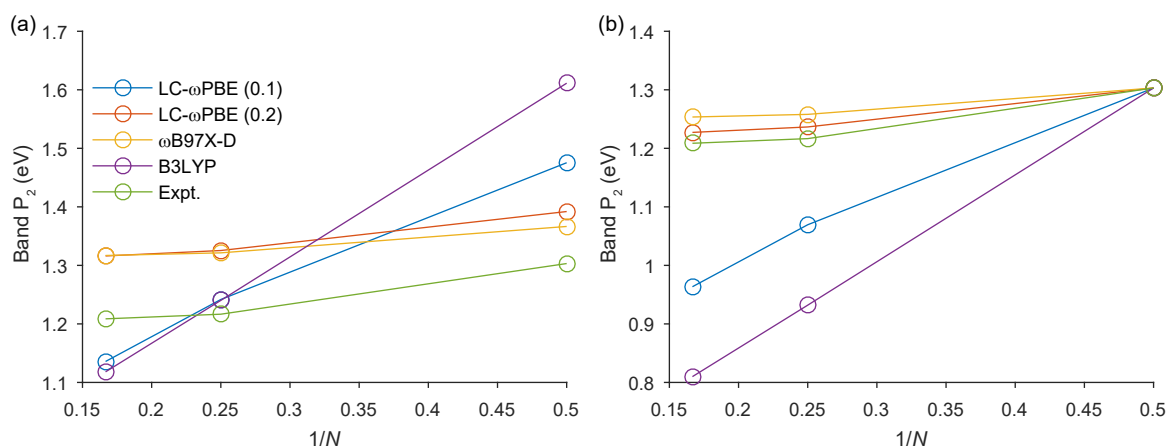 (a)
1.7
1.6
1.5
1.4
1.3
1.2
1.1
Band P2 (eV)
LC-ωPBE (0.1)
LC-ωPBE (0.2)
ωB97X-D
B3LYP
Expt.
0.15 0.2 0.25 0.3 0.35 0.4 0.45 0.5
1/N
(b)
1.4
1.3
1.2
1.1
1
0.9
0.8
Band P2 (eV)
0.15 0.2 0.25 0.3 0.35 0.4 0.45 0.5
1/N